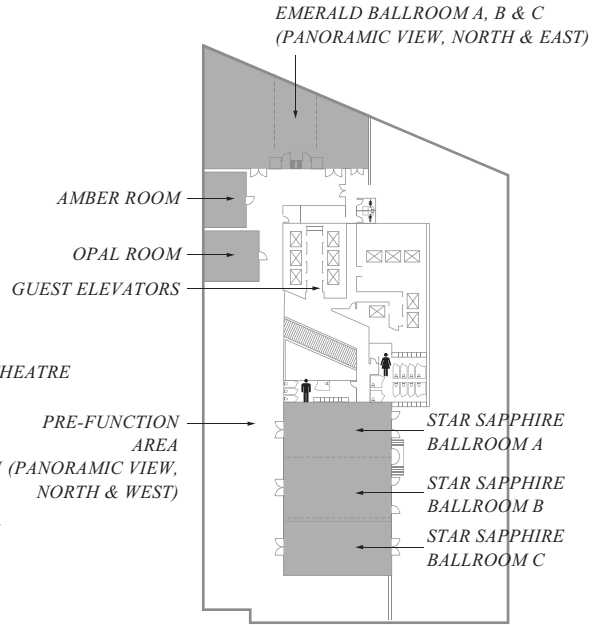 EMERALD BALLROOM A, B & C
(PANORAMIC VIEW, NORTH & EAST)
AMBER ROOM
OPAL ROOM
GUEST ELEVATORS
HEATRE
PRE-FUNCTION
AREA
(PANORAMIC VIEW,
NORTH & WEST)
STAR SAPPHIRE
BALLROOM A
STAR SAPPHIRE
BALLROOM B
STAR SAPPHIRE
BALLROOM C